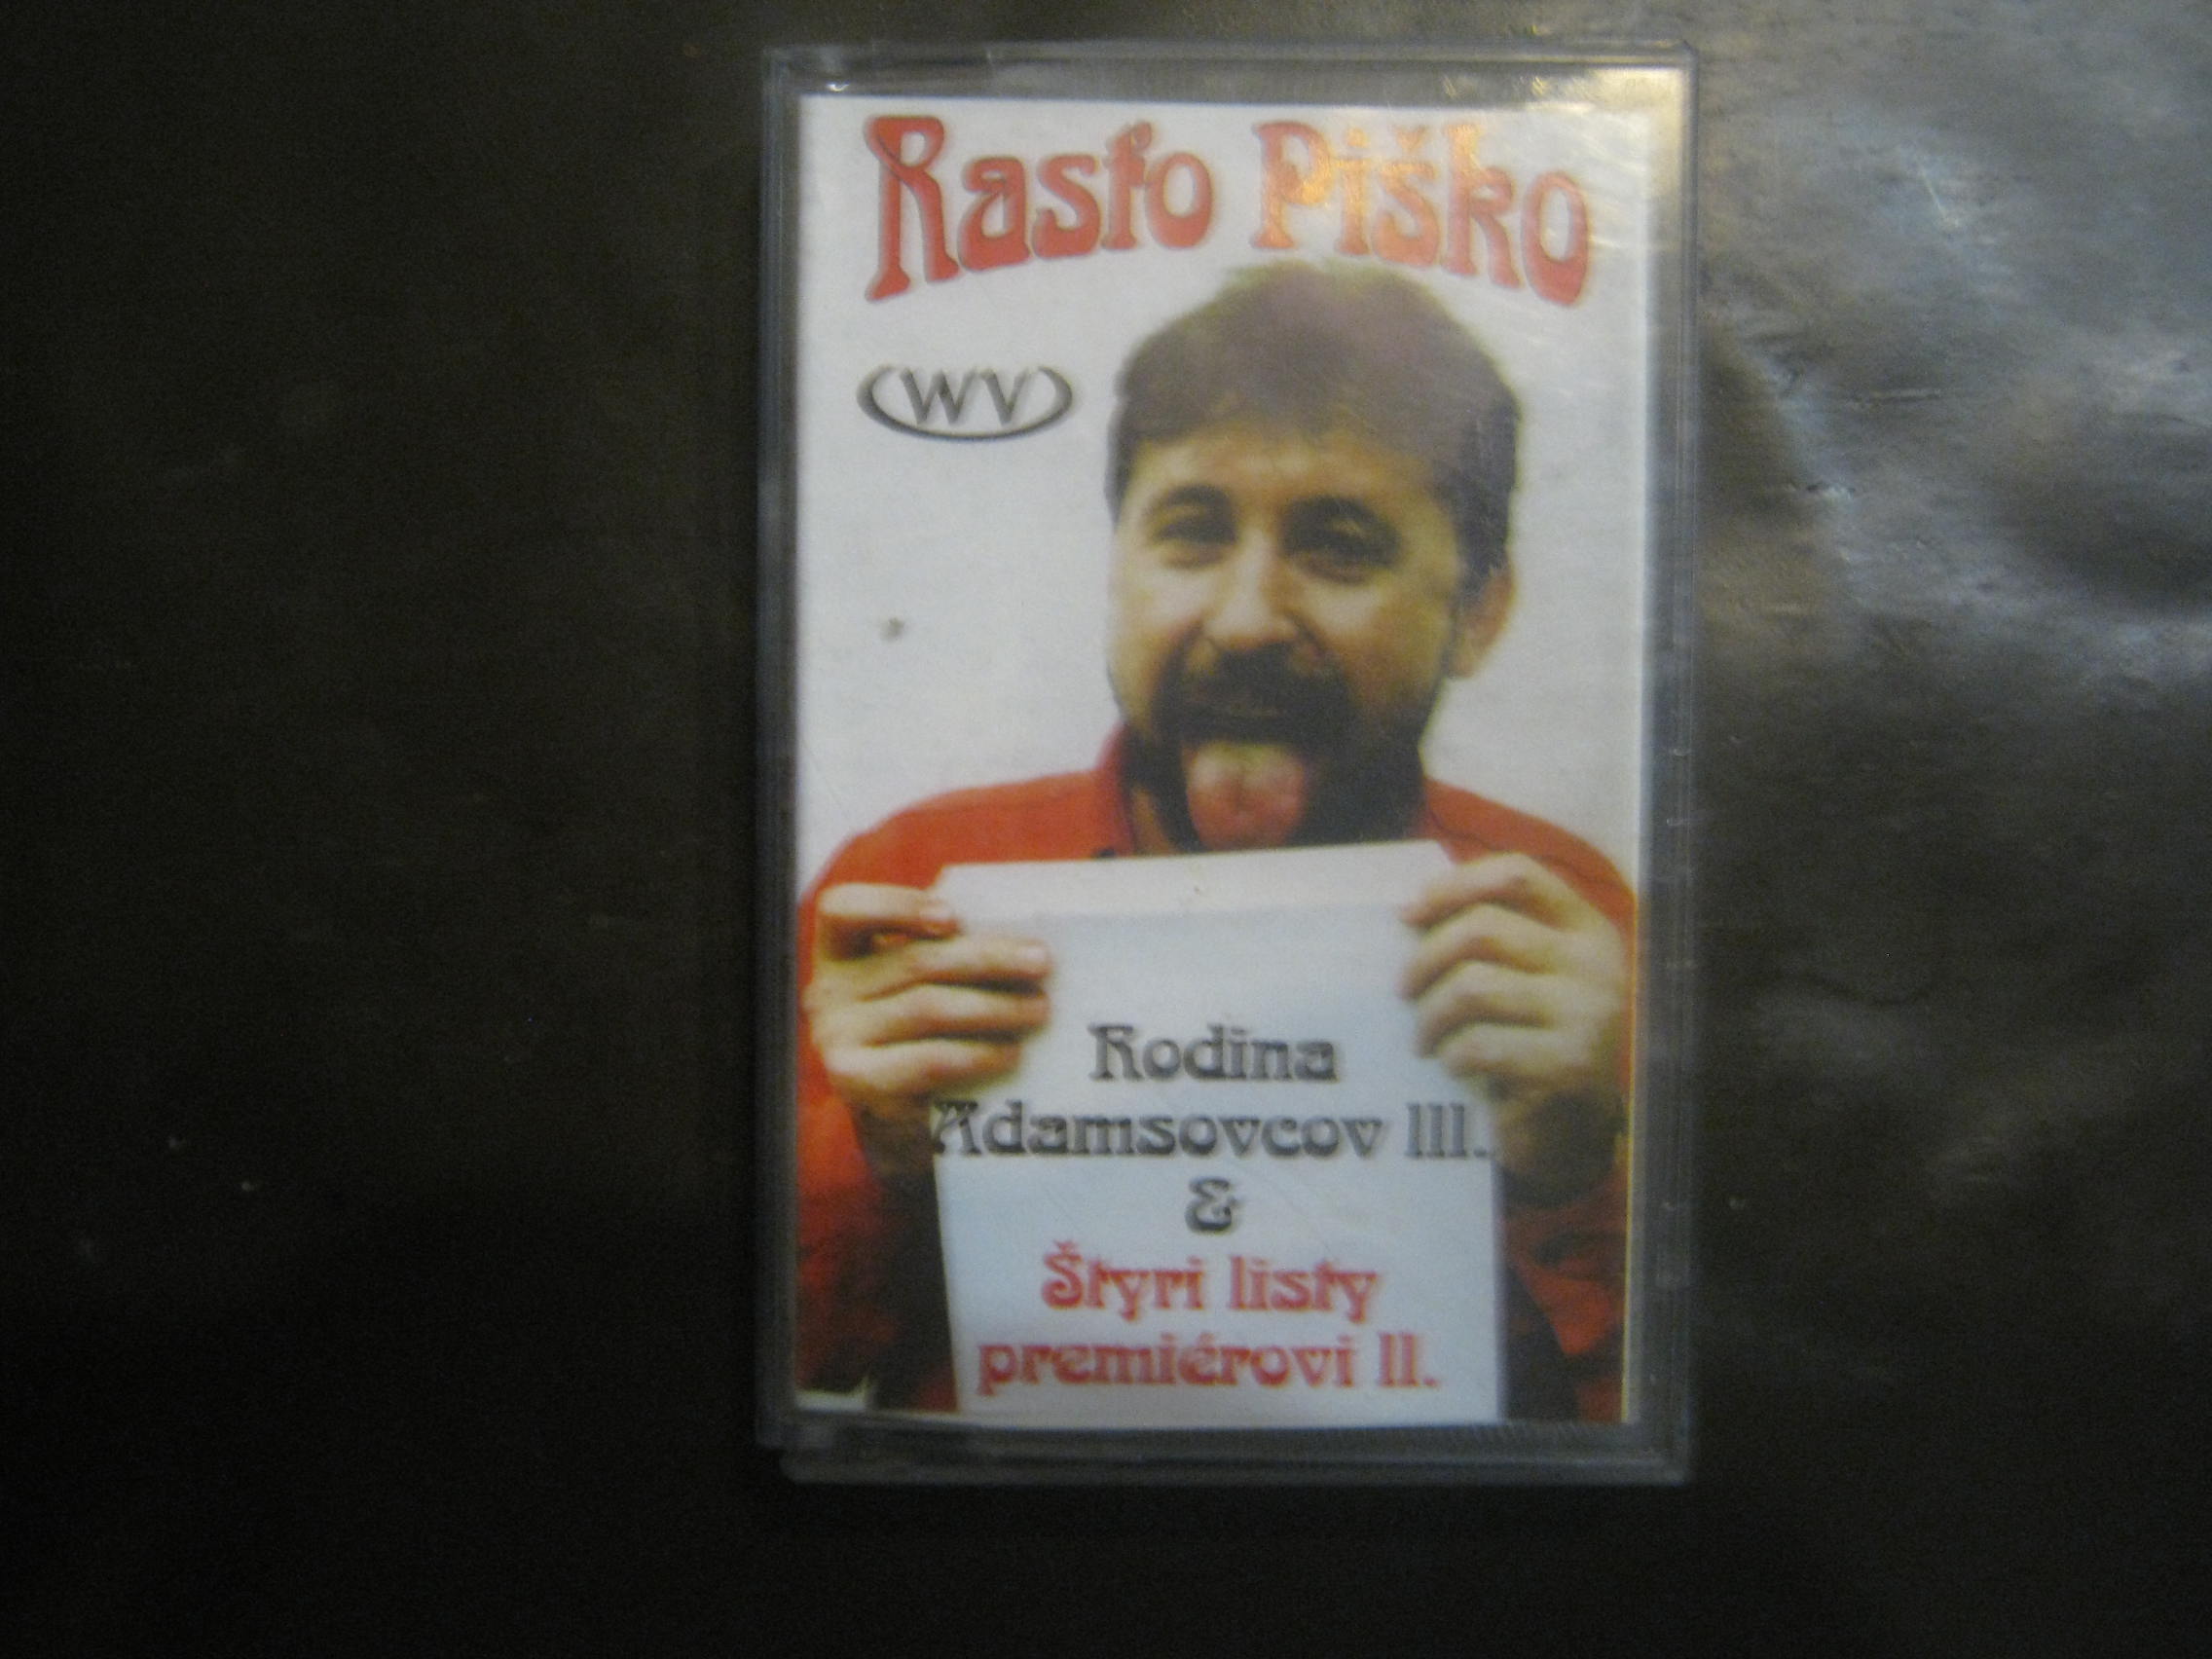 Rasťo Piško
WV
Rodina
Adamsovcov III.
&
Štyri listy
premiérovi II.